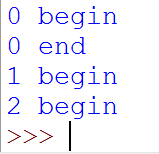 0 begin
0 end
1 begin
2 begin
>>>